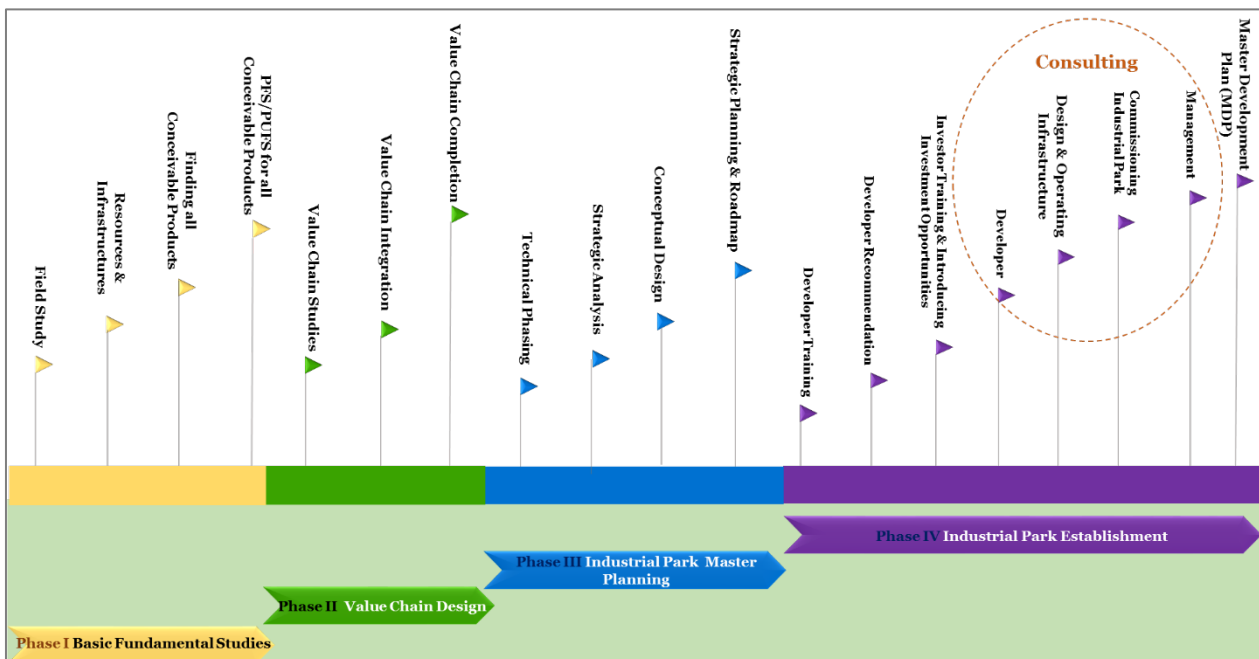 Field Study
Resources &
Infrastructures
Finding all
Conceivable Products
PFS/PUFS for all
Conceivable Products
Value Chain Studies
Value Chain Integration
Value Chain Completion
Technical Phasing
Strategic Analysis
Conceptual Design
Strategic Planning & Roadmap
Developer Training
Developer Recommendation
Investor Training & Introducing
Investment Opportunities
Consulting
Developer
Design & Operating
Infrastructure
Commissioning
Industrial Park
Management
Master Development
Plan (MDP)
Phase IV Industrial Park Establishment
Phase III Industrial Park Master
Planning
Phase II Value Chain Design
Phase I Basic Fundamental Studies